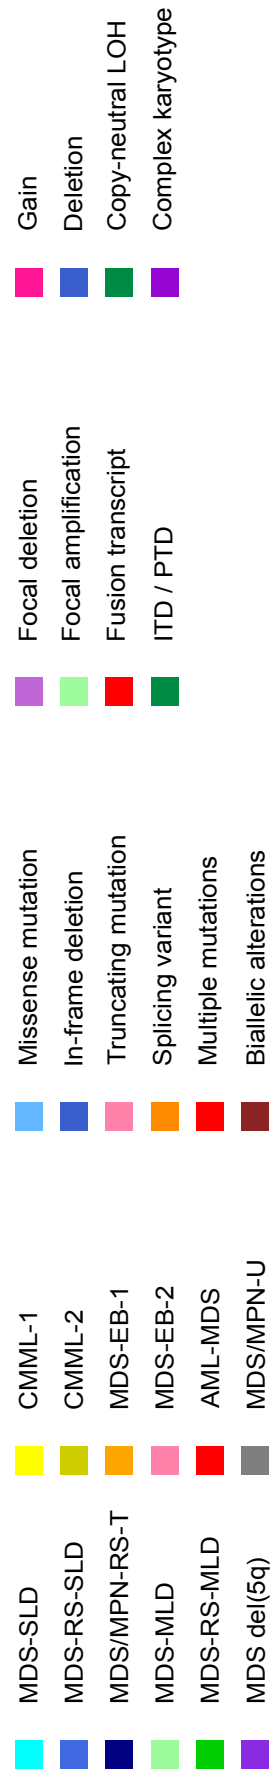 MDS-SLD
MDS-RS-SLD
MDS/MPN-RS-T
MDS-MLD
MDS-RS-MLD
MDS del(5q)
CMML-1
CMML-2
MDS-EB-1
MDS-EB-2
AML-MDS
MDS/MPN-U
Missense mutation
In-frame deletion
Truncating mutation
Splicing variant
Multiple mutations
Biallelic alterations
Focal deletion
Focal amplification
Fusion transcript
ITD / PTD
Gain
Deletion
Copy-neutral LOH
Complex karyotype